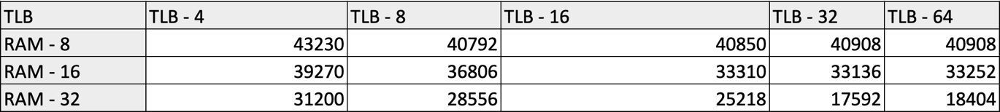 TLB TLB - 4 TLB - 8 TLB - 16 TLB - 32 TLB - 64
RAM - 8 43230 40792 40850 40908 40908
RAM - 16 39270 36806 33310 33136 33252
RAM - 32 31200 28556 25218 17592 18404